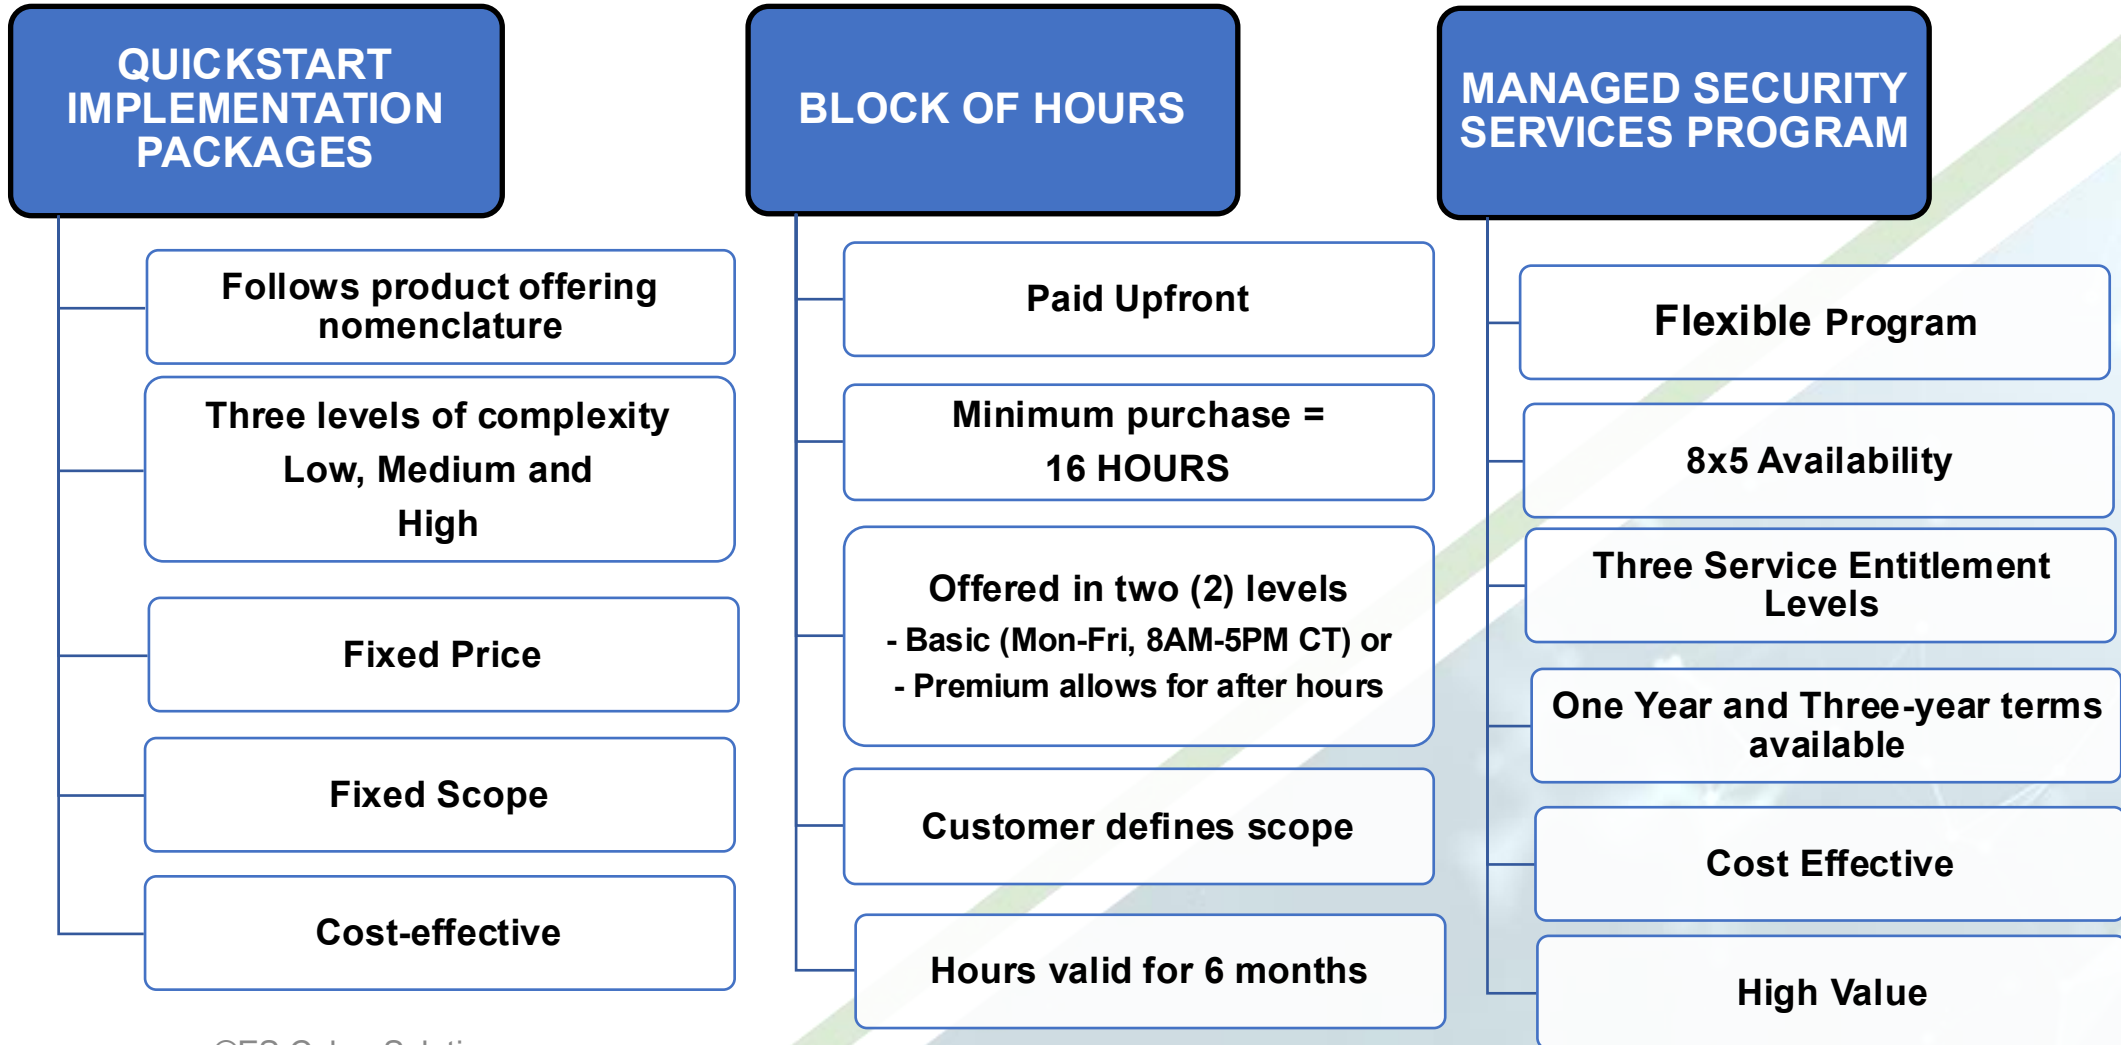 QUICKSTART
IMPLEMENTATION
PACKAGES
Follows product offering
nomenclature
Three levels of complexity
Low, Medium and
High
Fixed Price
Fixed Scope
Cost-effective
BLOCK OF HOURS
Paid Upfront
Minimum purchase =
16 HOURS
Offered in two (2) levels
- Basic (Mon-Fri, 8AM-5PM CT) or
- Premium allows for after hours
Customer defines scope
Hours valid for 6 months
MANAGED SECURITY
SERVICES PROGRAM
Flexible Program
8x5 Availability
Three Service Entitlement
Levels
One Year and Three-year terms
available
Cost Effective
High Value